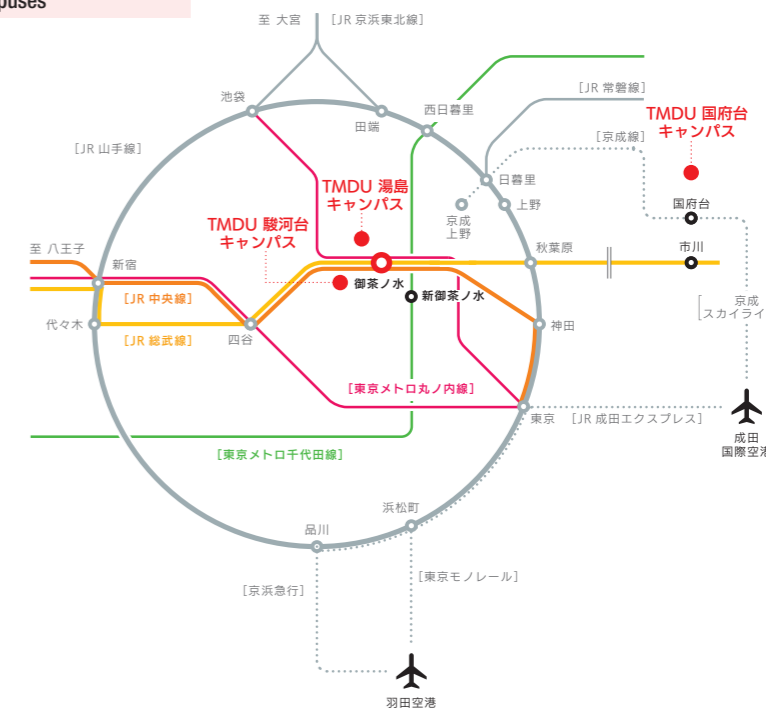 puses
至 大宮
[JR 京浜東北線]
池袋
田端
西日暮里
[JR 常磐線]
TMDU 国府台
キャンパス
[JR 山手線]
[京成線]
日暮里
TMDU 湯島
キャンパス
京成
上野
上野
国府台
TMDU 駿河台
キャンパス
至 八王子
新宿
秋葉原
市川
御茶ノ水
新御茶ノ水
[JR 中央線]
京成
[スカイライ
代々木
[JR 総武線]
四谷
神田
[東京メトロ丸ノ内線]
東京
[JR 成田エクスプレス]
成田
国際空港
[東京メトロ千代田線]
浜松町
品川
[京浜急行]
[東京モノレール]
羽田空港